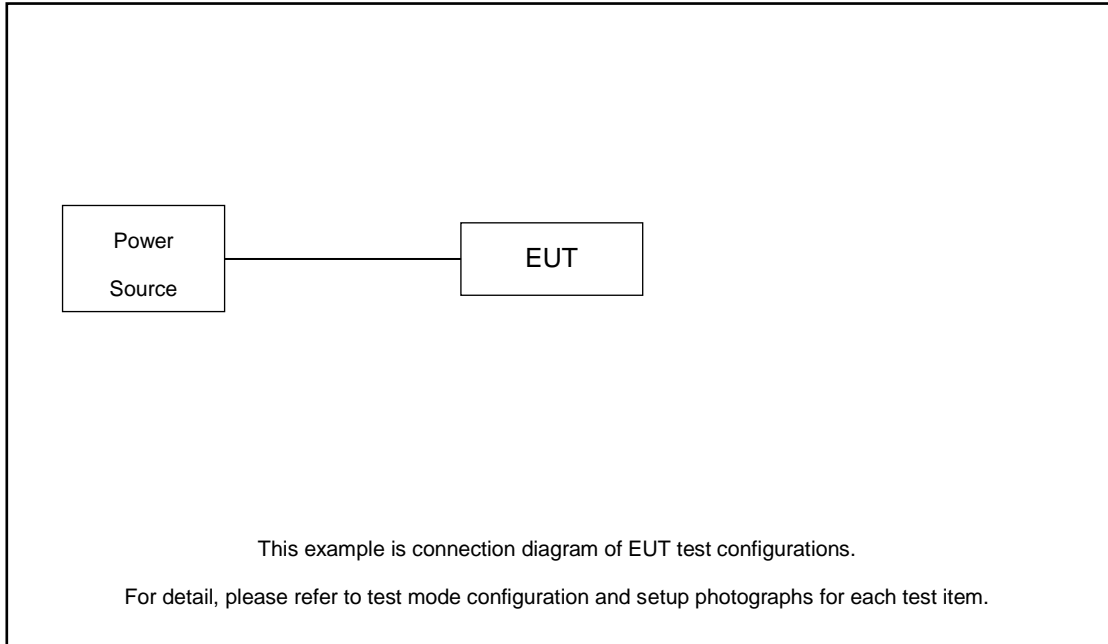 Power
Source
EUT
This example is connection diagram of EUT test configurations.
For detail, please refer to test mode configuration and setup photographs for each test item.